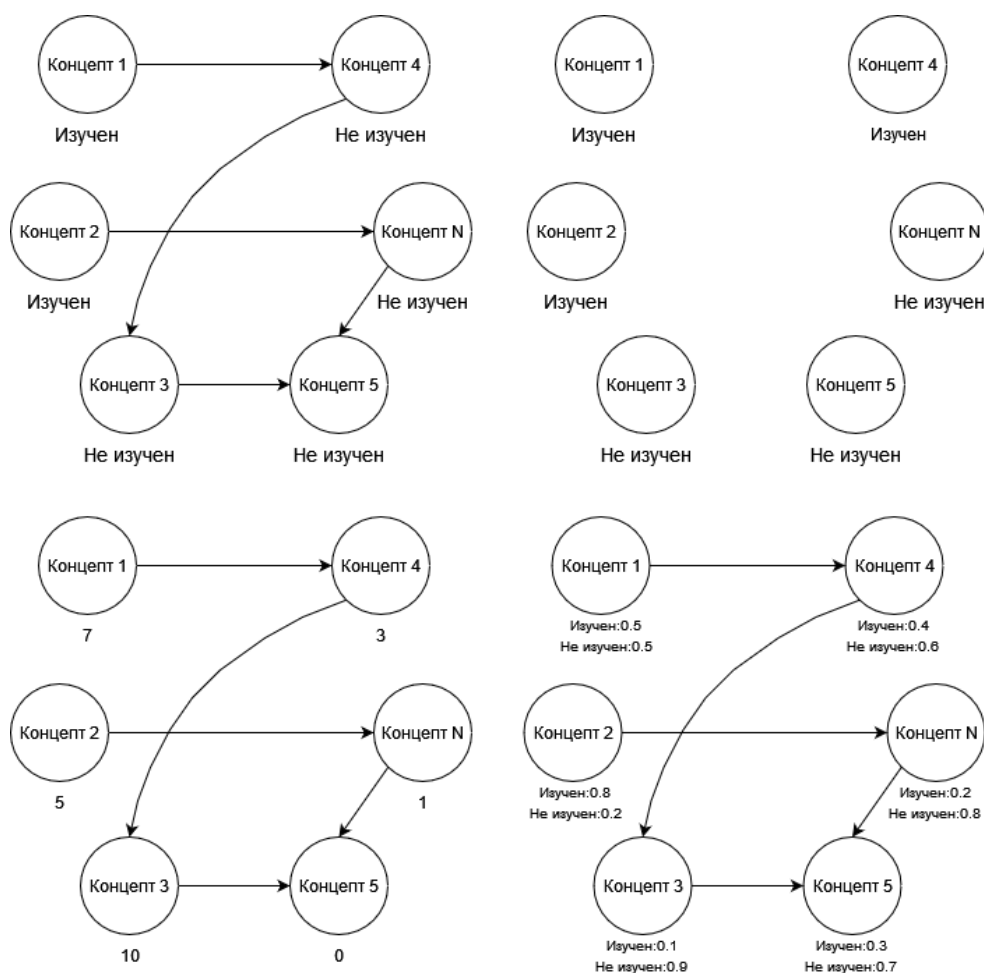 Концепт 1
Концепт 4
Изучен
Не изучен
Концепт 2
Концепт N
Изучен
Не изучен
Концепт 3
Концепт 5
Не изучен
Не изучен
Концепт 1
Концепт 4
Изучен
Изучен
Концепт 2
Концепт N
Изучен
Не изучен
Концепт 3
Концепт 5
Не изучен
Не изучен
Концепт 1
Концепт 4
7
3
Концепт 2
Концепт N
5
1
Концепт 3
Концепт 5
10
0
Концепт 1
Концепт 4
Изучен:0.5
Не изучен:0.5
Изучен:0.4
Не изучен:0.6
Концепт 2
Концепт N
Изучен:0.8
Не изучен:0.2
Изучен:0.2
Не изучен:0.8
Концепт 3
Концепт 5
Изучен:0.1
Не изучен:0.9
Изучен:0.3
Не изучен:0.7